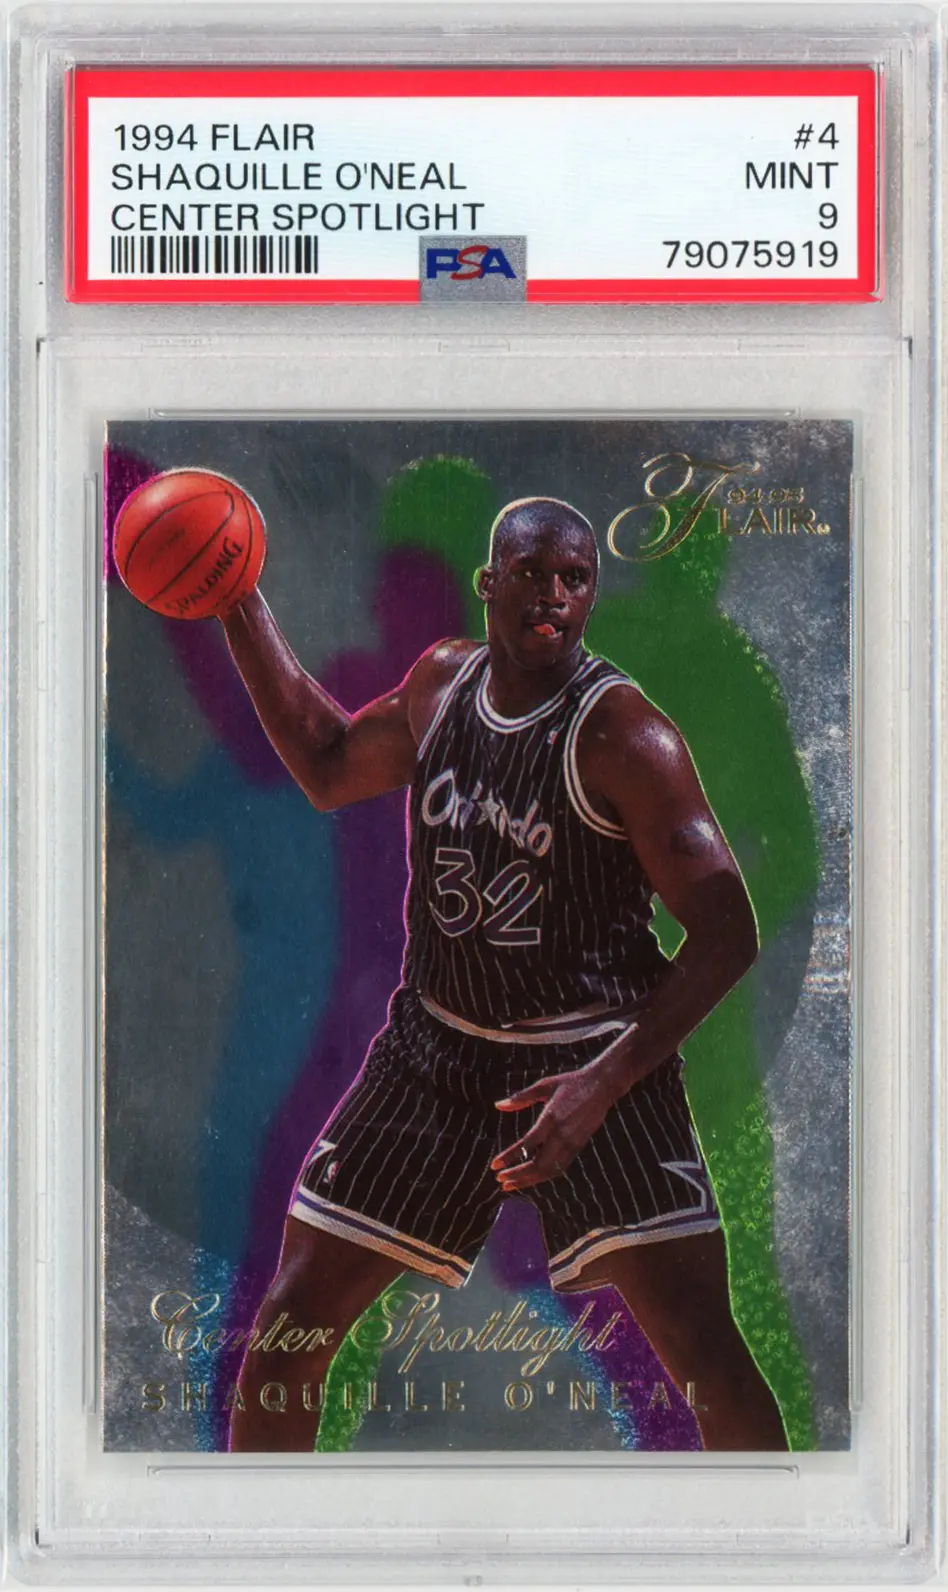 1994 FLAIR #4
SHAQUILLE O'NEAL MINT
CENTER SPOTLIGHT 9
79075919
PSA
94-95
FLAIR
SPALDING
Orlando
32
Center Spotlight
SHAQUILLE O'NEAL